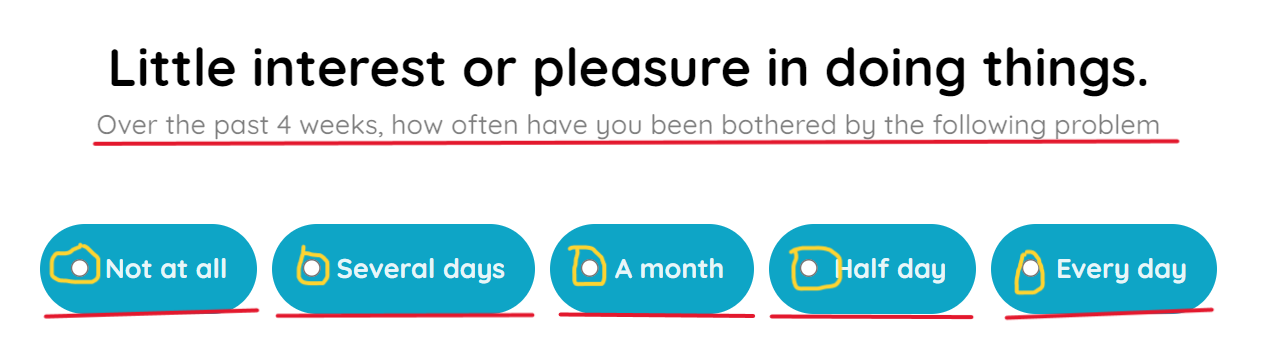 Little interest or pleasure in doing things.
Over the past 4 weeks, how often have you been bothered by the following problem
Not at all Several days A month Half day Every day